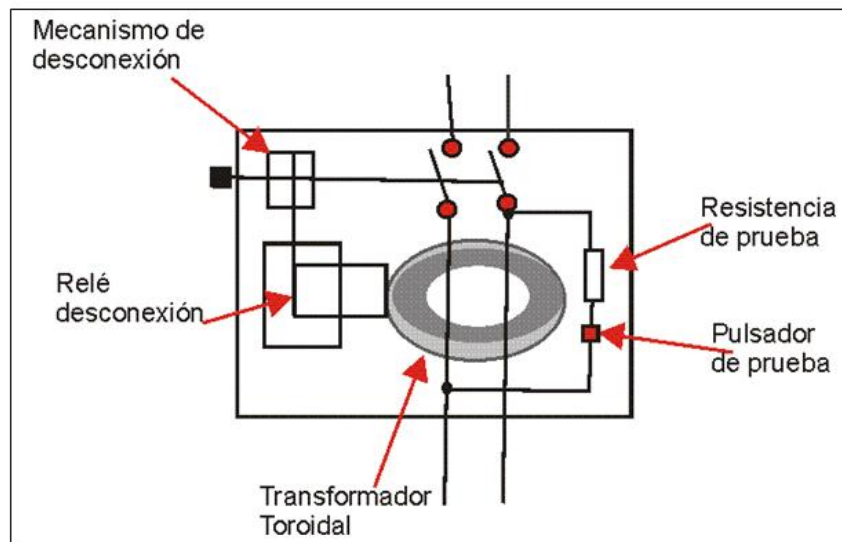 Mecanismo de
desconexión
Resistencia
de prueba
Relé
desconexión
Pulsador
de prueba
Transformador
Toroidal